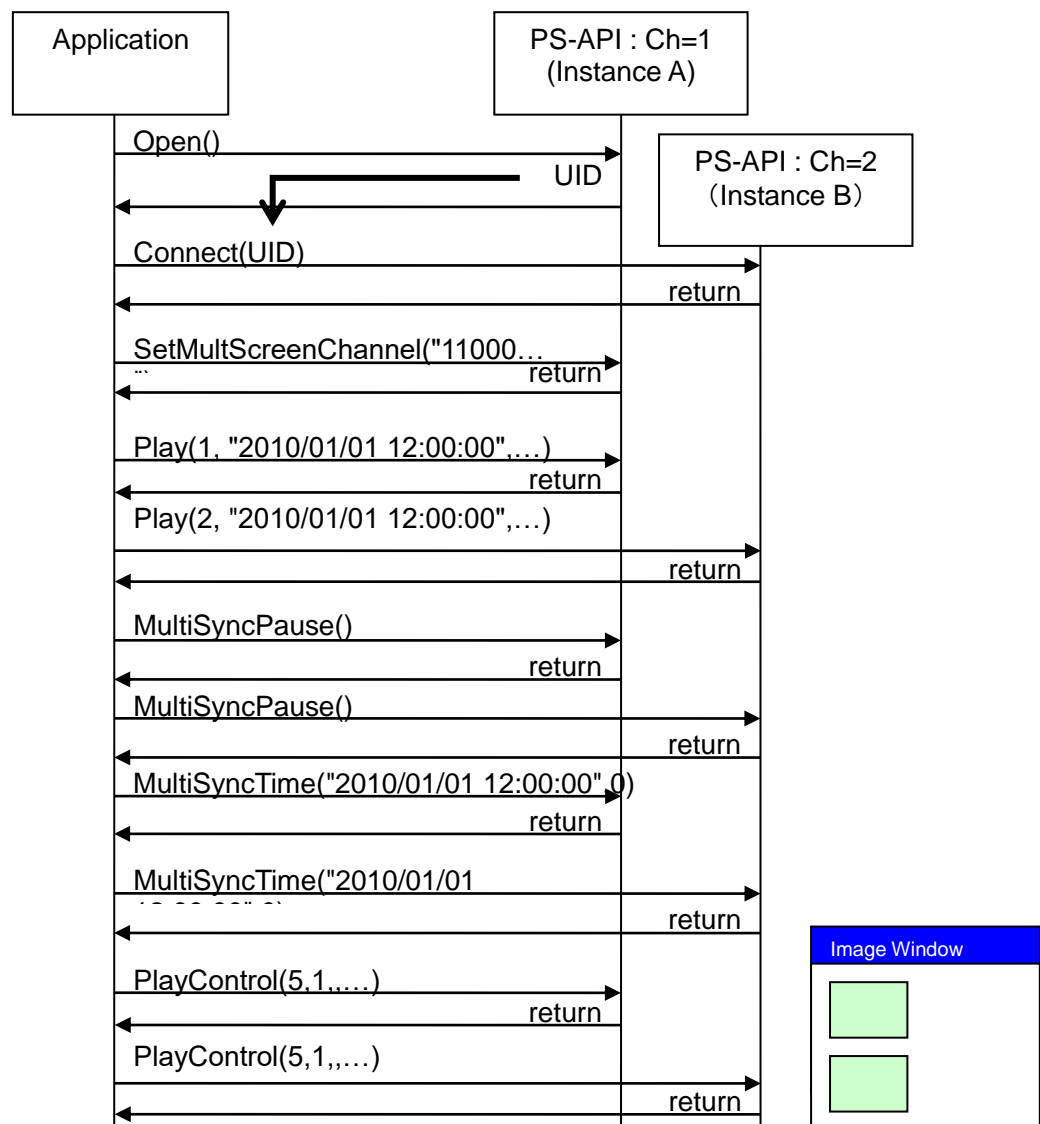 Application
PS-API : Ch=1
(Instance A)
Open()
PS-API : Ch=2
（Instance B）
UID
Connect(UID)
return
SetMultScreenChannel("11000…
return
Play(1, "2010/01/01 12:00:00",…)
return
Play(2, "2010/01/01 12:00:00",…)
return
MultiSyncPause()
return
MultiSyncPause()
return
MultiSyncTime("2010/01/01 12:00:00",0)
return
MultiSyncTime("2010/01/01
return
Image Window
PlayControl(5,1,,…)
return
PlayControl(5,1,,…)
return